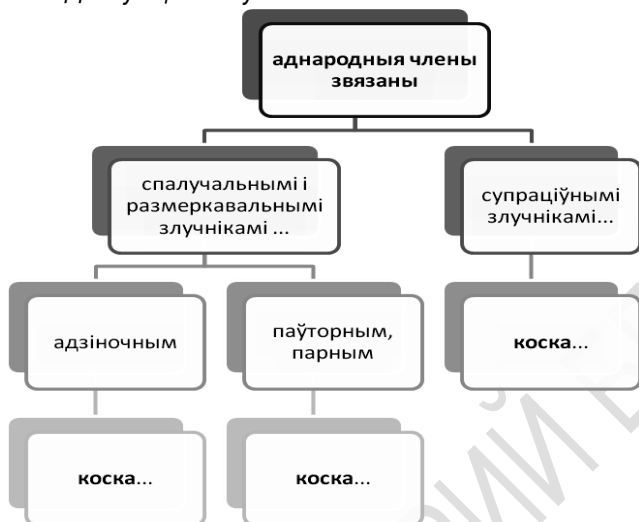 аднародныя члены
звязаны
спалучальнымі і
размеркавальнымі
злучнікамі ...
супраціўнымі
злучнікамі...
адзіночным
паўторным,
парным
коска...
коска...
коска...